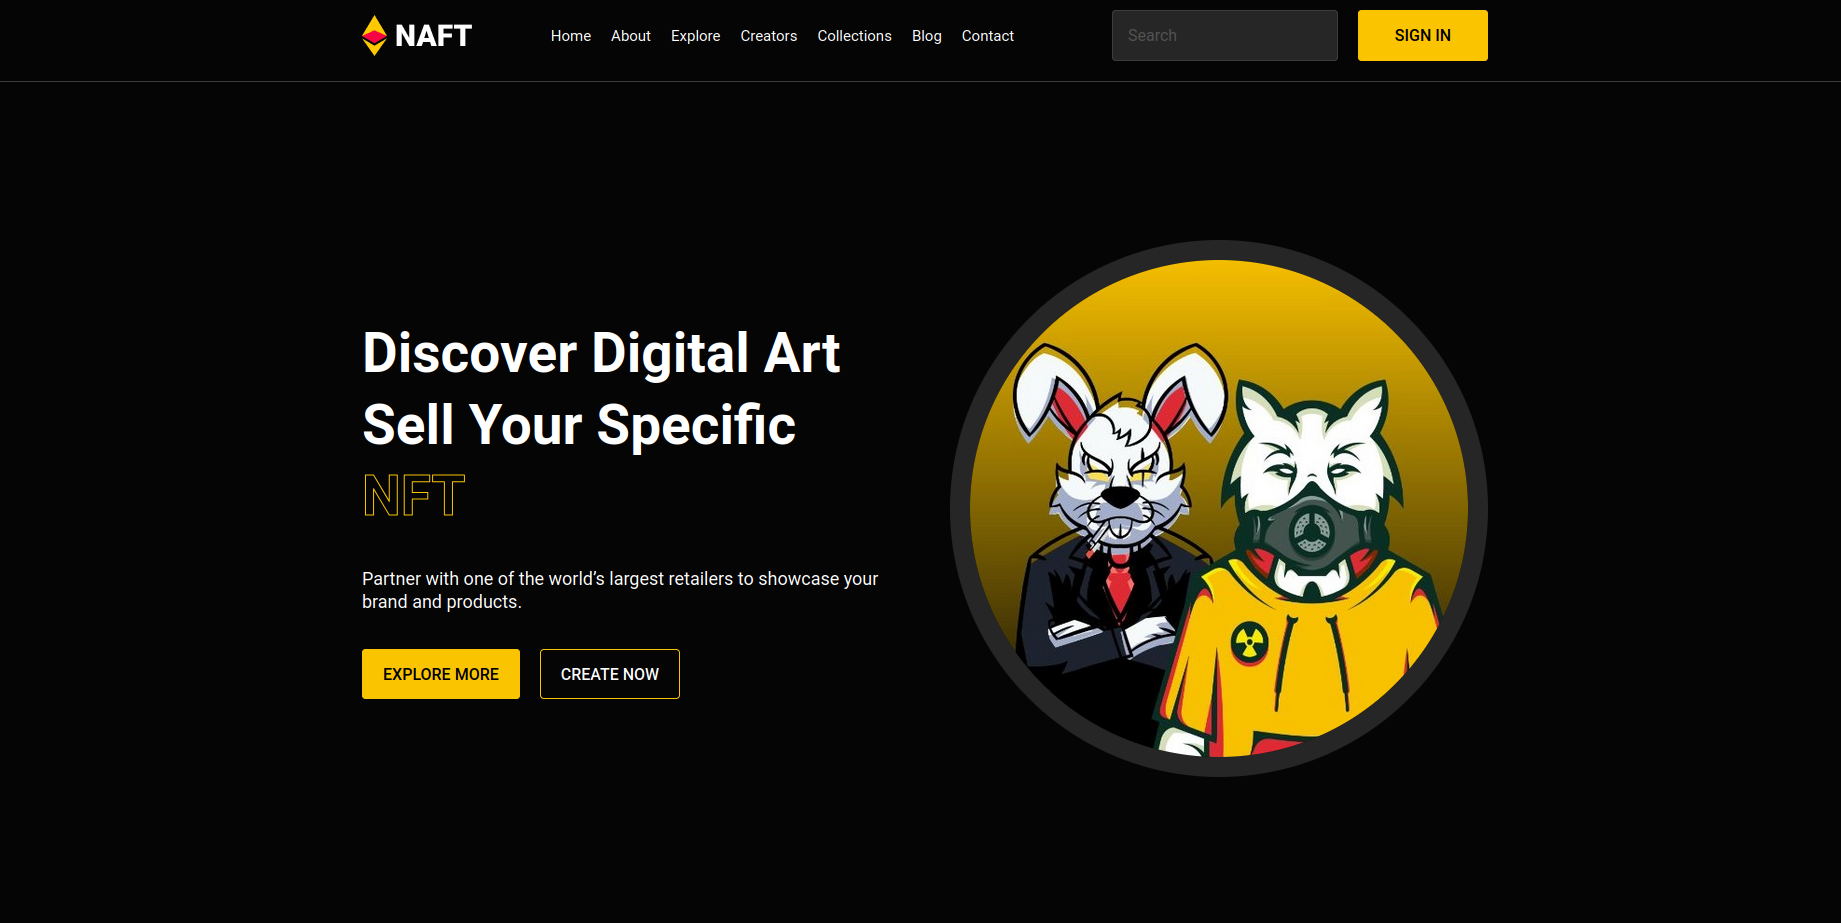 NAFT
Home About Explore Creators Collections Blog Contact
Search
SIGN IN
Discover Digital Art
Sell Your Specific
NFT
Partner with one of the world’s largest retailers to showcase your
brand and products.
EXPLORE MORE
CREATE NOW